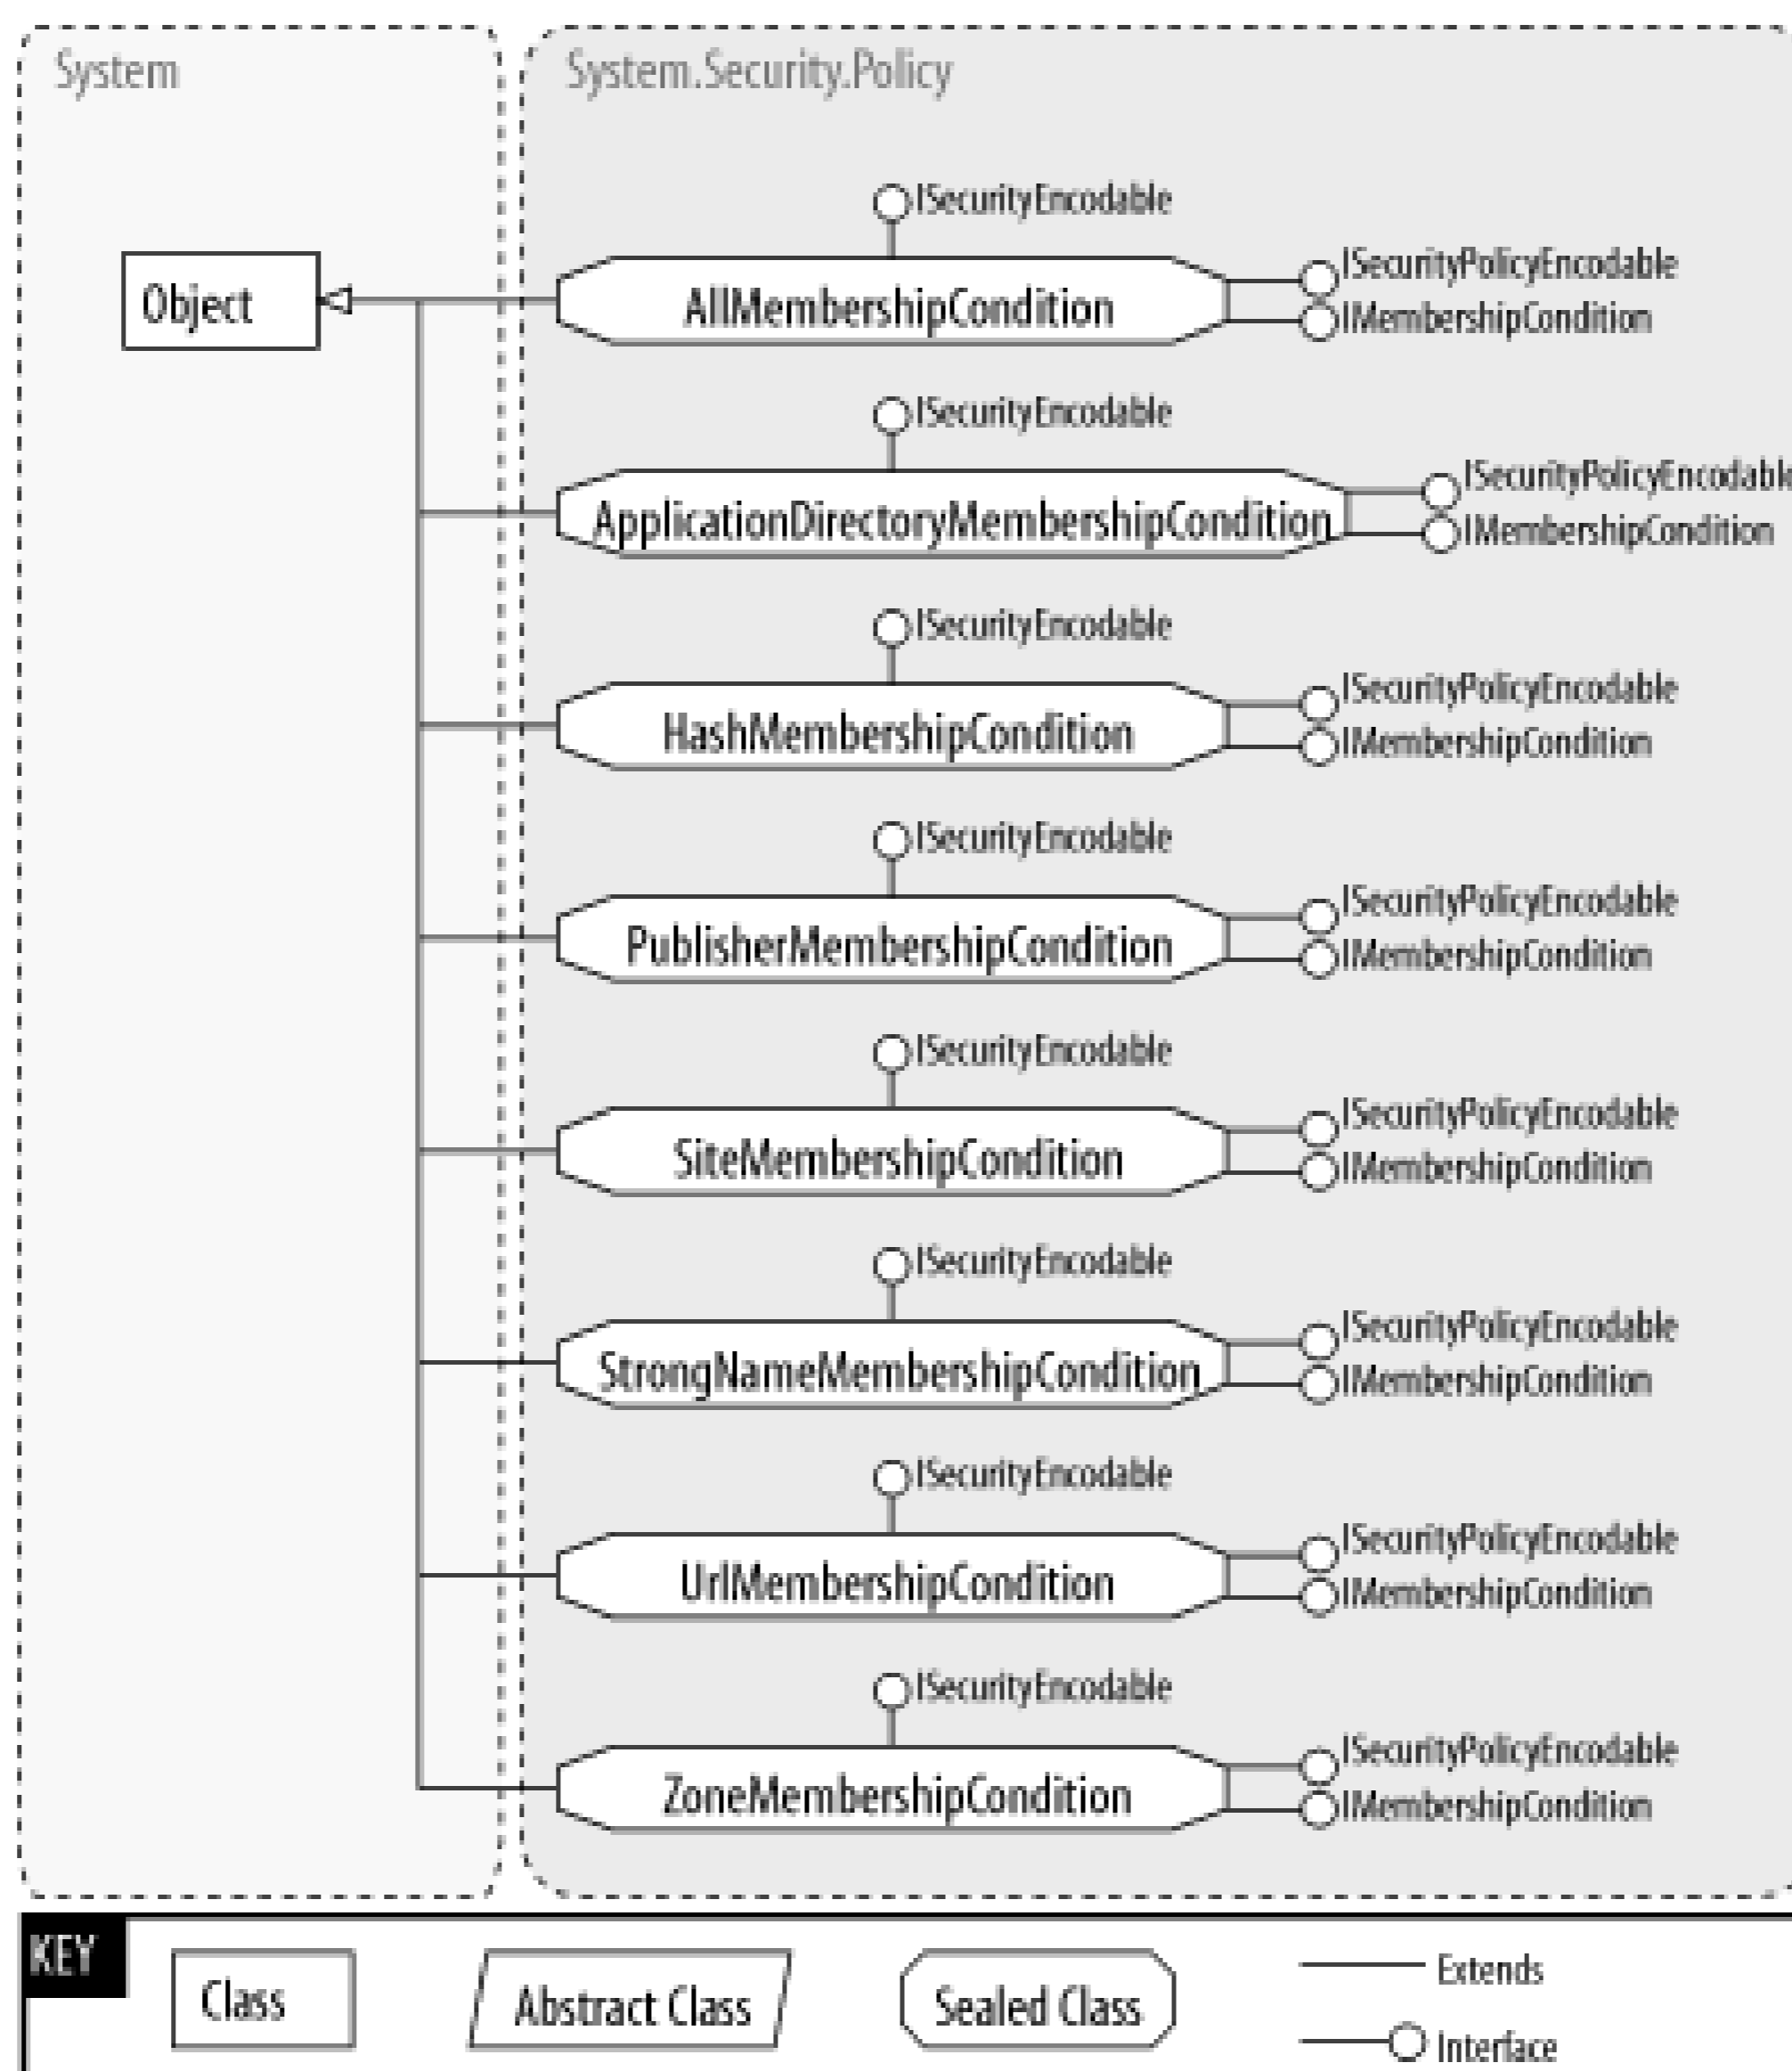 System
System.Security.Policy
ISecurityEncodable
Object
AllMembershipCondition
ISecurityPolicyEncodable
IMembershipCondition
ISecurityEncodable
ApplicationDirectoryMembershipCondition
ISecurityPolicyEncodable
IMembershipCondition
ISecurityEncodable
HashMembershipCondition
ISecurityPolicyEncodable
IMembershipCondition
ISecurityEncodable
PublisherMembershipCondition
ISecurityPolicyEncodable
IMembershipCondition
ISecurityEncodable
SiteMembershipCondition
ISecurityPolicyEncodable
IMembershipCondition
ISecurityEncodable
StrongNameMembershipCondition
ISecurityPolicyEncodable
IMembershipCondition
ISecurityEncodable
UrlMembershipCondition
ISecurityPolicyEncodable
IMembershipCondition
ISecurityEncodable
ZoneMembershipCondition
ISecurityPolicyEncodable
IMembershipCondition
KEY
Class
Abstract Class
Sealed Class
Extends
Interface